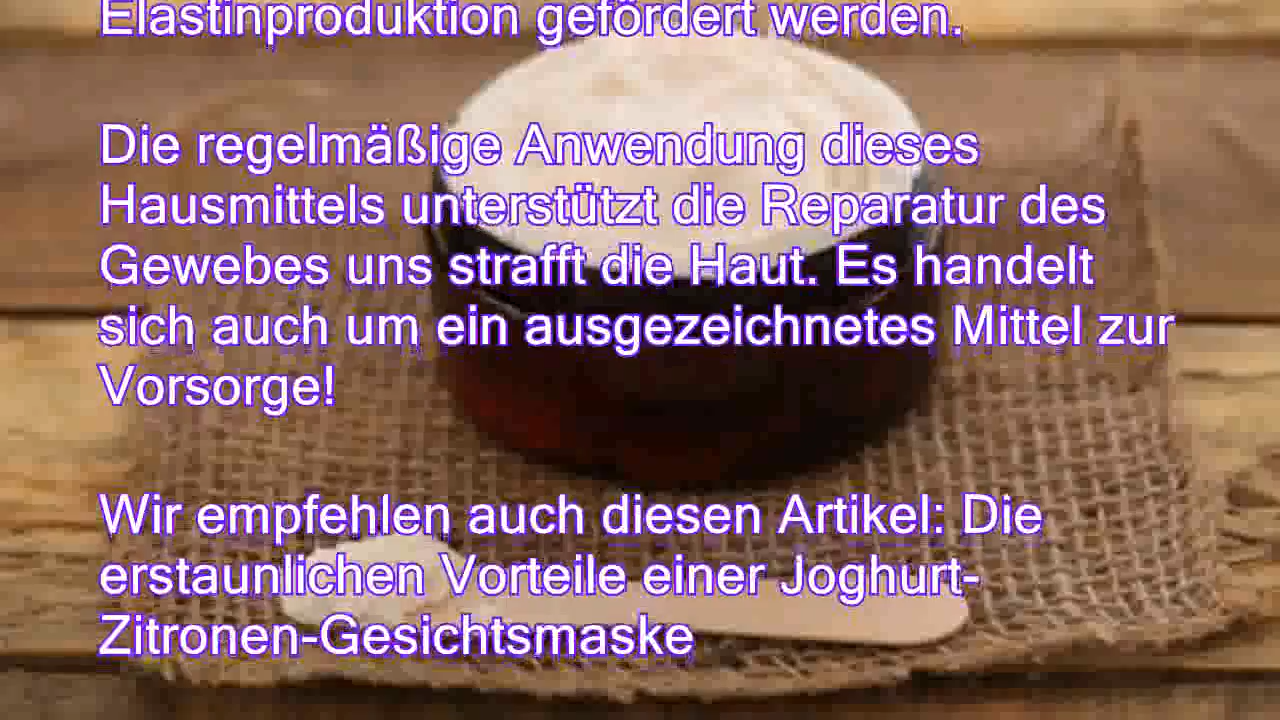 Elastinproduktion gefördert werden.
Die regelmäßige Anwendung dieses
Hausmittels unterstützt die Reparatur des
Gewebes uns strafft die Haut. Es handelt
sich auch um ein ausgezeichnetes Mittel zur
Vorsorge!
Wir empfehlen auch diesen Artikel: Die
erstaunlichen Vorteile einer Joghurt-
Zitronen-Gesichtsmaske